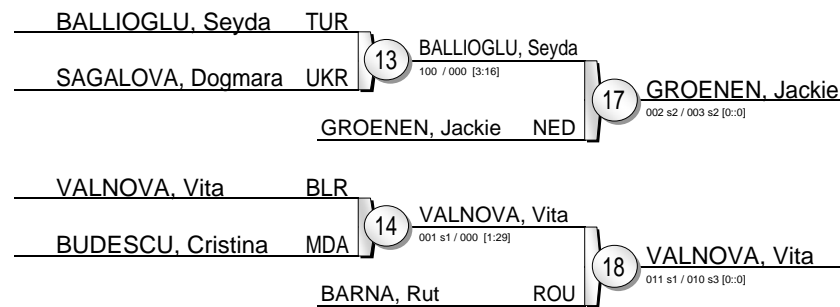 BALLIOGLU, Seyda TUR
SAGALOVA, Dogmara UKR
13
BALLIOGLU, Seyda
100 / 000 [3:16]
GROENEN, Jackie NED
17
GROENEN, Jackie
002 s2 / 003 s2 [0::0]
VALNOVA, Vita BLR
BUDESCU, Cristina MDA
14
VALNOVA, Vita
001 s1 / 000 [1:29]
BARNA, Rut ROU
18
VALNOVA, Vita
011 s1 / 010 s3 [0::0]